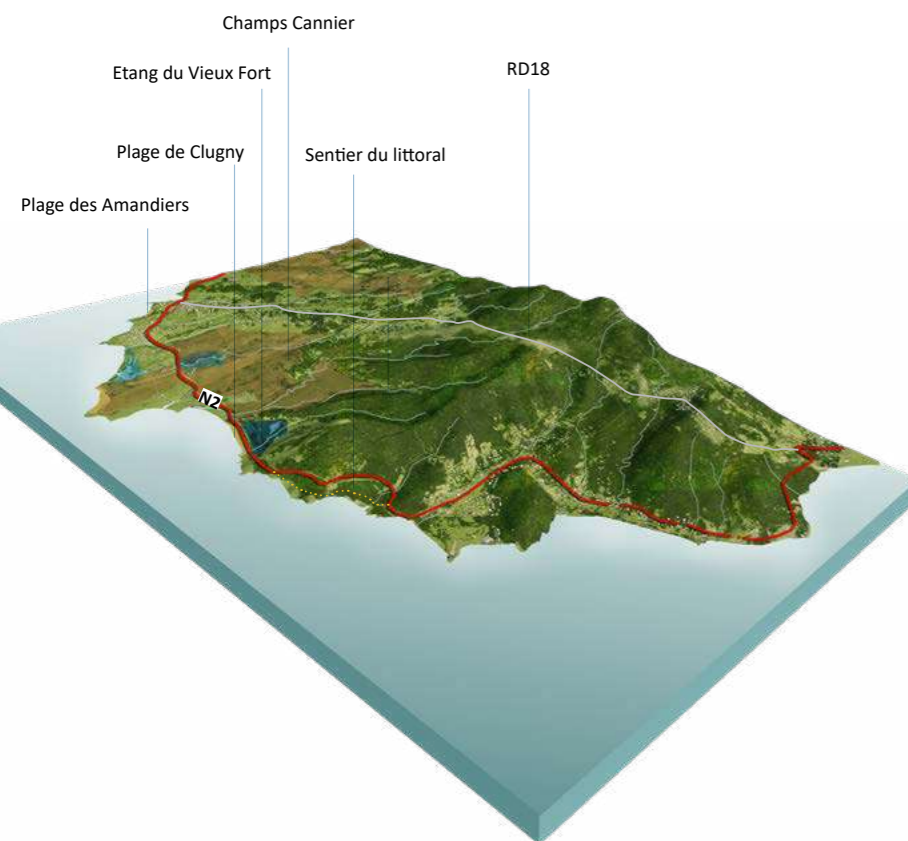 Champs Cannier
Etang du Vieux Fort
RD18
Plage de Clugny
Sentier du littoral
Plage des Amandiers
N2